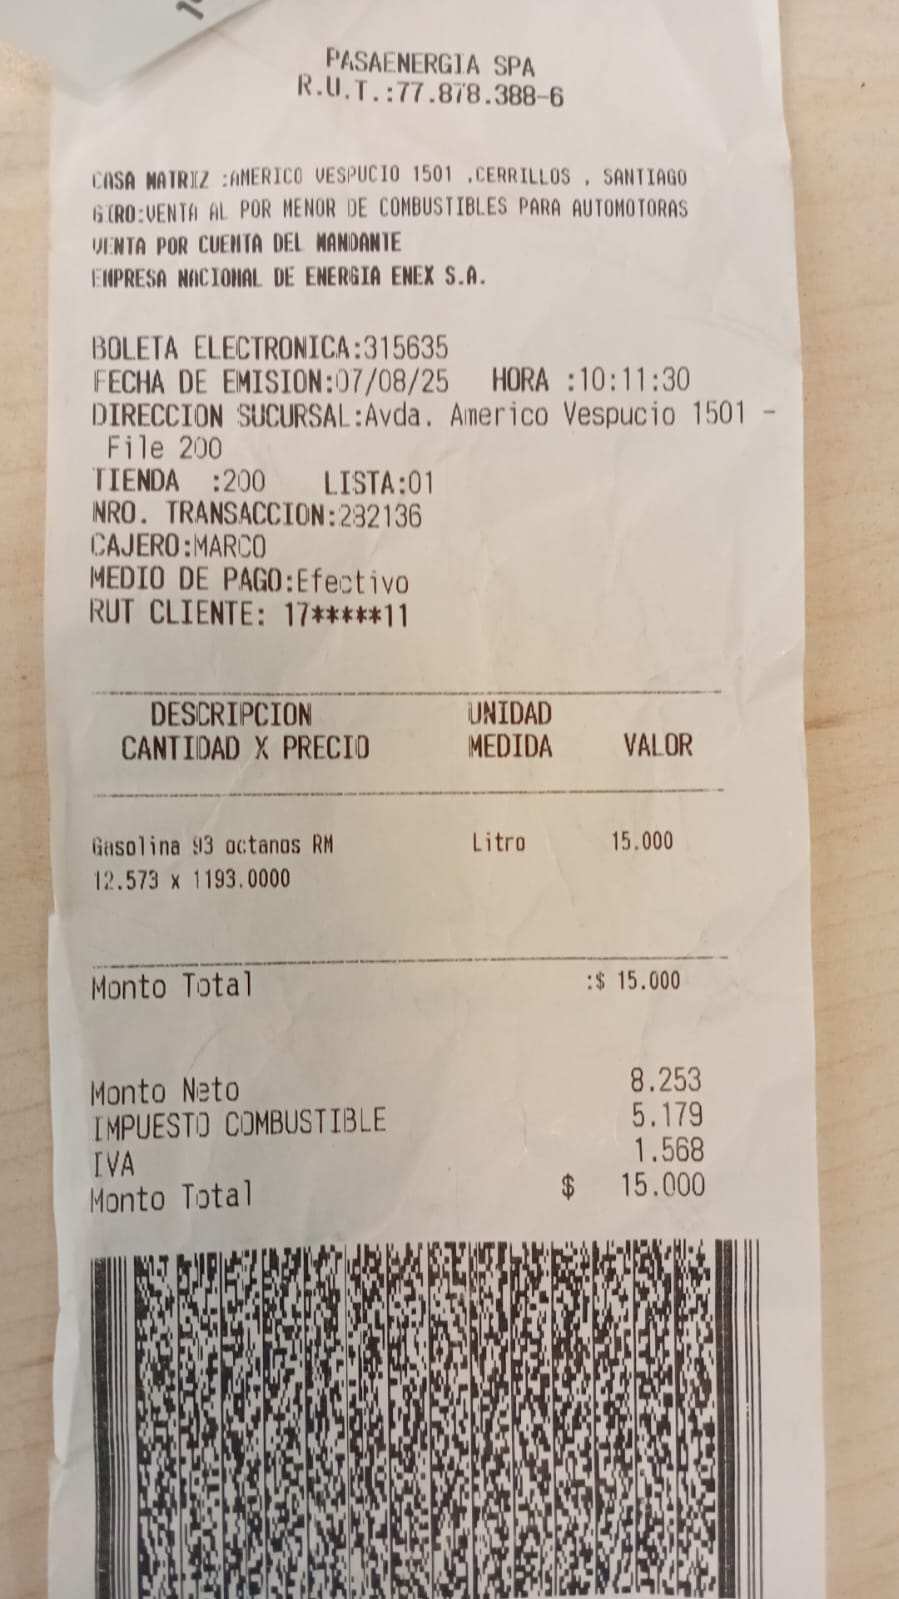 PASAENERGIA SPA
R.U.T.:77.878.388-6
CASA MATRIZ :AMERICO VESPUCIO 1501 ,CERRILLOS , SANTIAGO
GIRO:VENTA AL POR MENOR DE COMBUSTIBLES PARA AUTOMOTORAS
VENTA POR CUENTA DEL MANDANTE
EMPRESA NACIONAL DE ENERGIA ENEX S.A.
BOLETA ELECTRONICA:315635
FECHA DE EMISION:07/08/25 HORA :10:11:30
DIRECCION SUCURSAL:Avda. Americo Vespucio 1501 -
File 200
TIENDA :200 LISTA:01
NRO. TRANSACCION:282136
CAJERO:MARCO
MEDIO DE PAGO:Efectivo
RUT CLIENTE: 17*****11
DESCRIPCION UNIDAD
CANTIDAD X PRECIO MEDIDA VALOR
Gasolina 93 octanos RM Litro 15.000
12.573 x 1193.0000
Monto Total :$ 15.000
Monto Neto 8.253
IMPUESTO COMBUSTIBLE 5.179
IVA 1.568
Monto Total $ 15.000